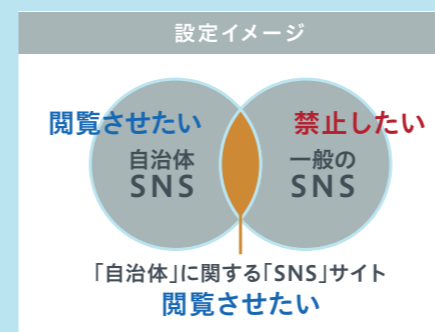 設定イメージ
閲覧させたい
禁止したい
自治体
SNS
一般の
SNS
「自治体」に関する「SNS」サイト
閲覧させたい